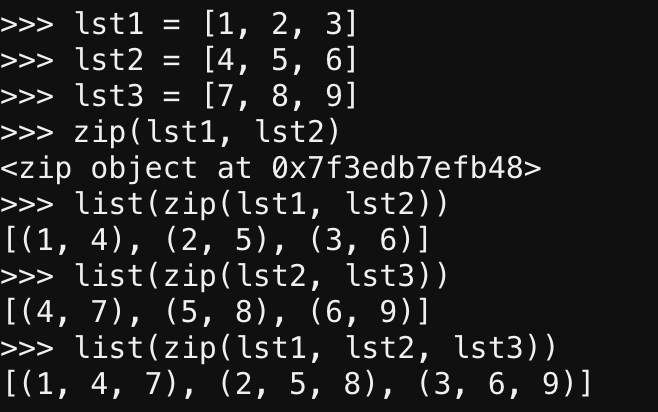 >>> lst1 = [1, 2, 3]
>>> lst2 = [4, 5, 6]
>>> lst3 = [7, 8, 9]
>>> zip(lst1, lst2)
<zip object at 0x7f3edb7efb48>
>>> list(zip(lst1, lst2))
[(1, 4), (2, 5), (3, 6)]
>>> list(zip(lst2, lst3))
[(4, 7), (5, 8), (6, 9)]
>>> list(zip(lst1, lst2, lst3))
[(1, 4, 7), (2, 5, 8), (3, 6, 9)]